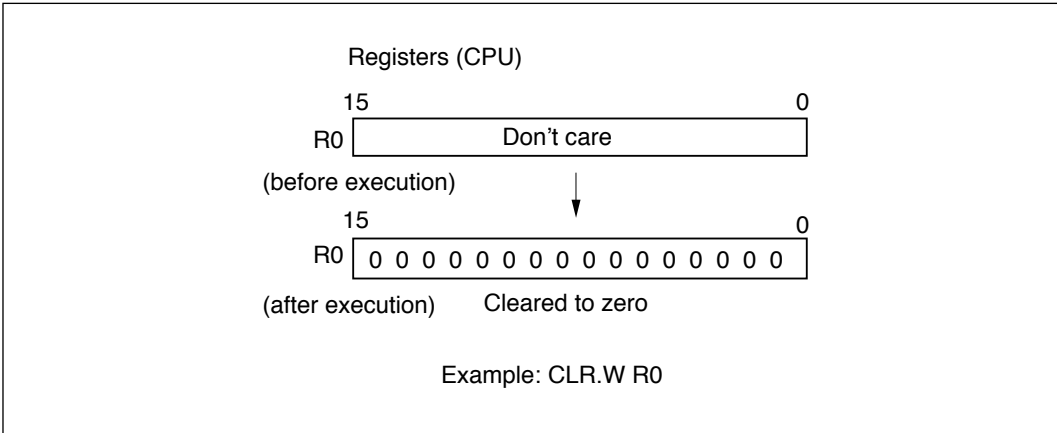 Registers (CPU)
15 0
R0 Don't care
(before execution)
15 0
R0 0 0 0 0 0 0 0 0 0 0 0 0 0 0 0 0
(after execution) Cleared to zero
Example: CLR.W R0